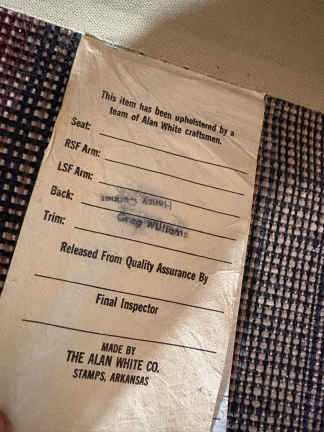 This item has been upholstered by a
team of Alan White craftsmen.
Seat:
RSF Arm:
LSF Arm:
Back:
Trim: Greg Williams
Released From Quality Assurance By
Final Inspector
MADE BY
THE ALAN WHITE CO.
STAMPS, ARKANSAS